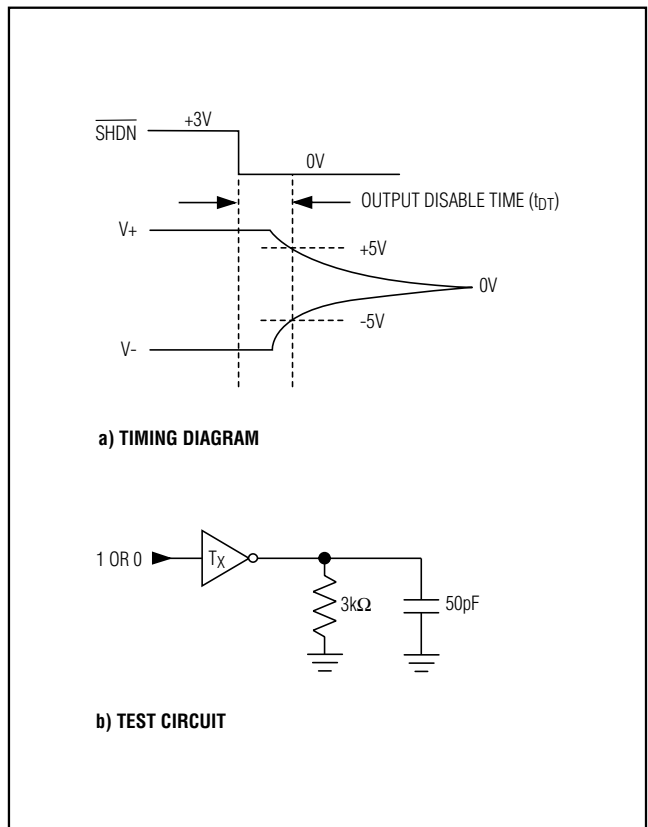 SHDN
+3V
0V
OUTPUT DISABLE TIME (tDT)
V+
+5V
0V
-5V
V-
a) TIMING DIAGRAM
1 OR 0
TX
3kΩ
50pF
b) TEST CIRCUIT